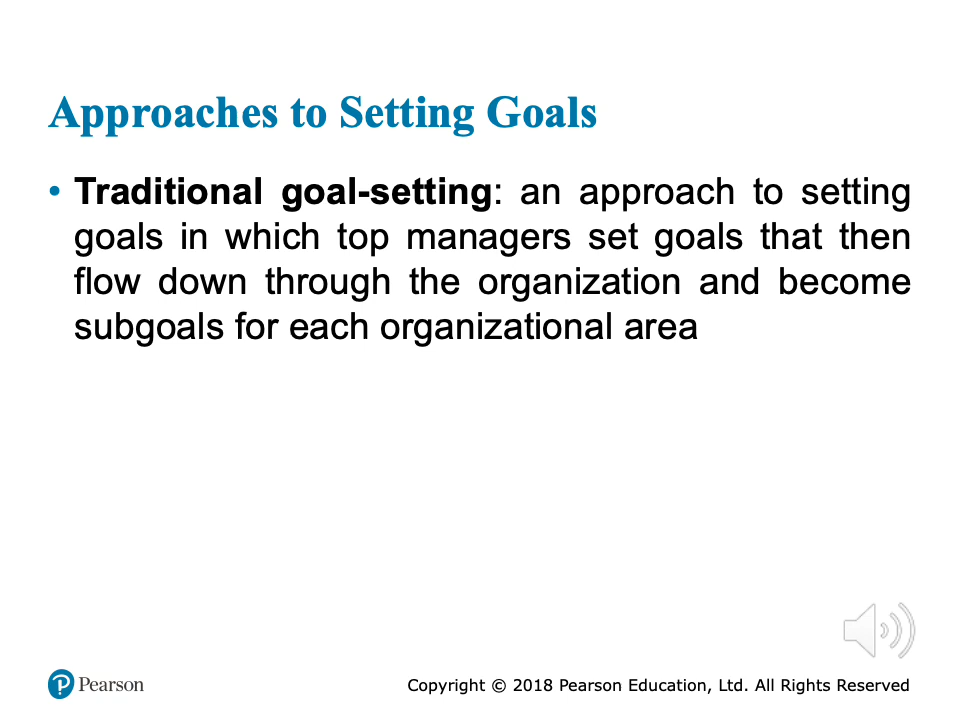 Approaches to Setting Goals
• Traditional goal-setting: an approach to setting
goals in which top managers set goals that then
flow down through the organization and become
subgoals for each organizational area
Pearson
Copyright © 2018 Pearson Education, Ltd. All Rights Reserved